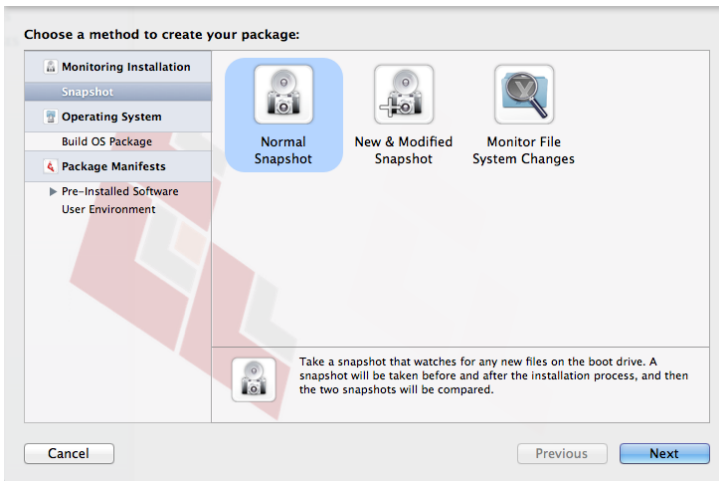 Choose a method to create your package:
Monitoring Installation
Snapshot
Operating System
Build OS Package
Package Manifests
Pre-Installed Software
User Environment
Normal
Snapshot
New & Modified
Snapshot
Monitor File
System Changes
Take a snapshot that watches for any new files on the boot drive. A
snapshot will be taken before and after the installation process, and then
the two snapshots will be compared.
Cancel
Previous
Next